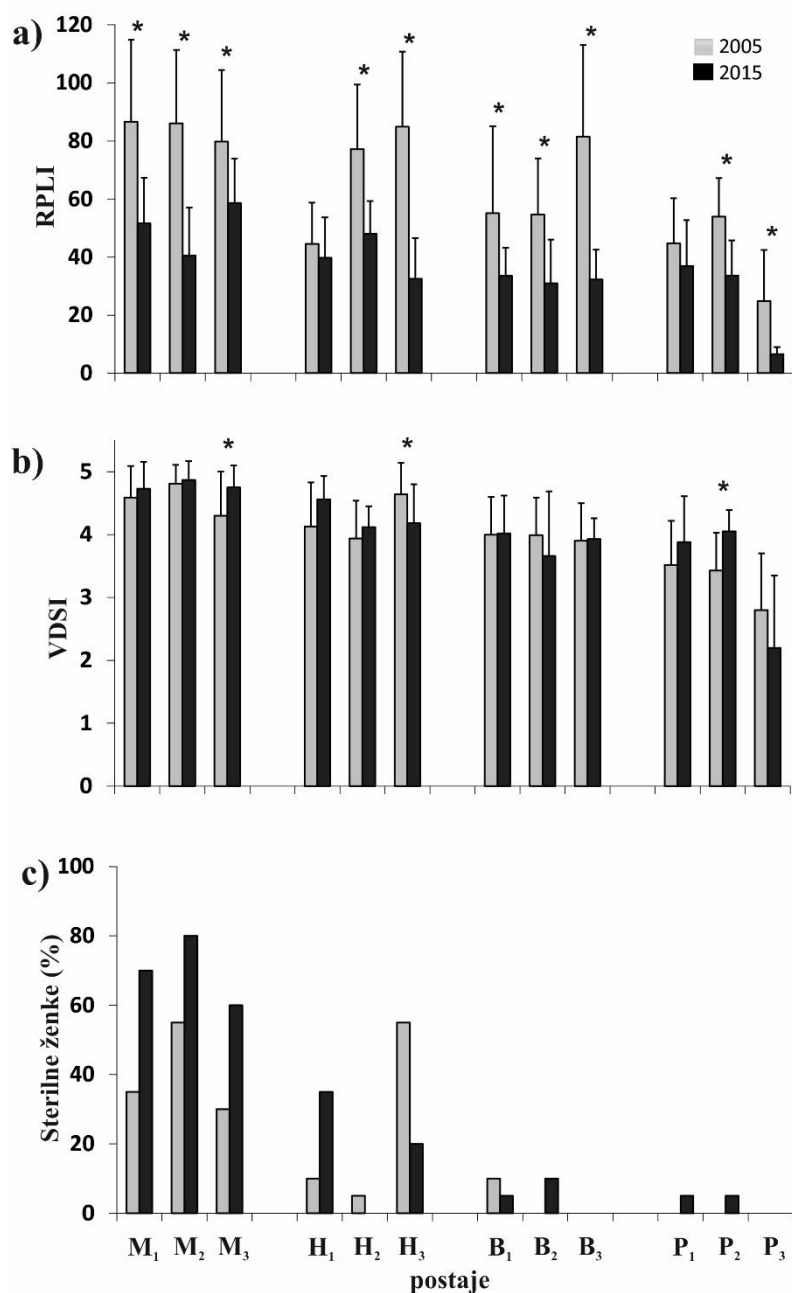 a)
RPLI
120
100
80
60
40
20
0
* * * * * * * * * *
2005
2015
b)
VDSI
5
4
3
2
1
0
* * *
c)
Sterilne ženke (%)
100
80
60
40
20
0
M₁ M₂ M₃ H₁ H₂ H₃ B₁ B₂ B₃ P₁ P₂ P₃
postaje